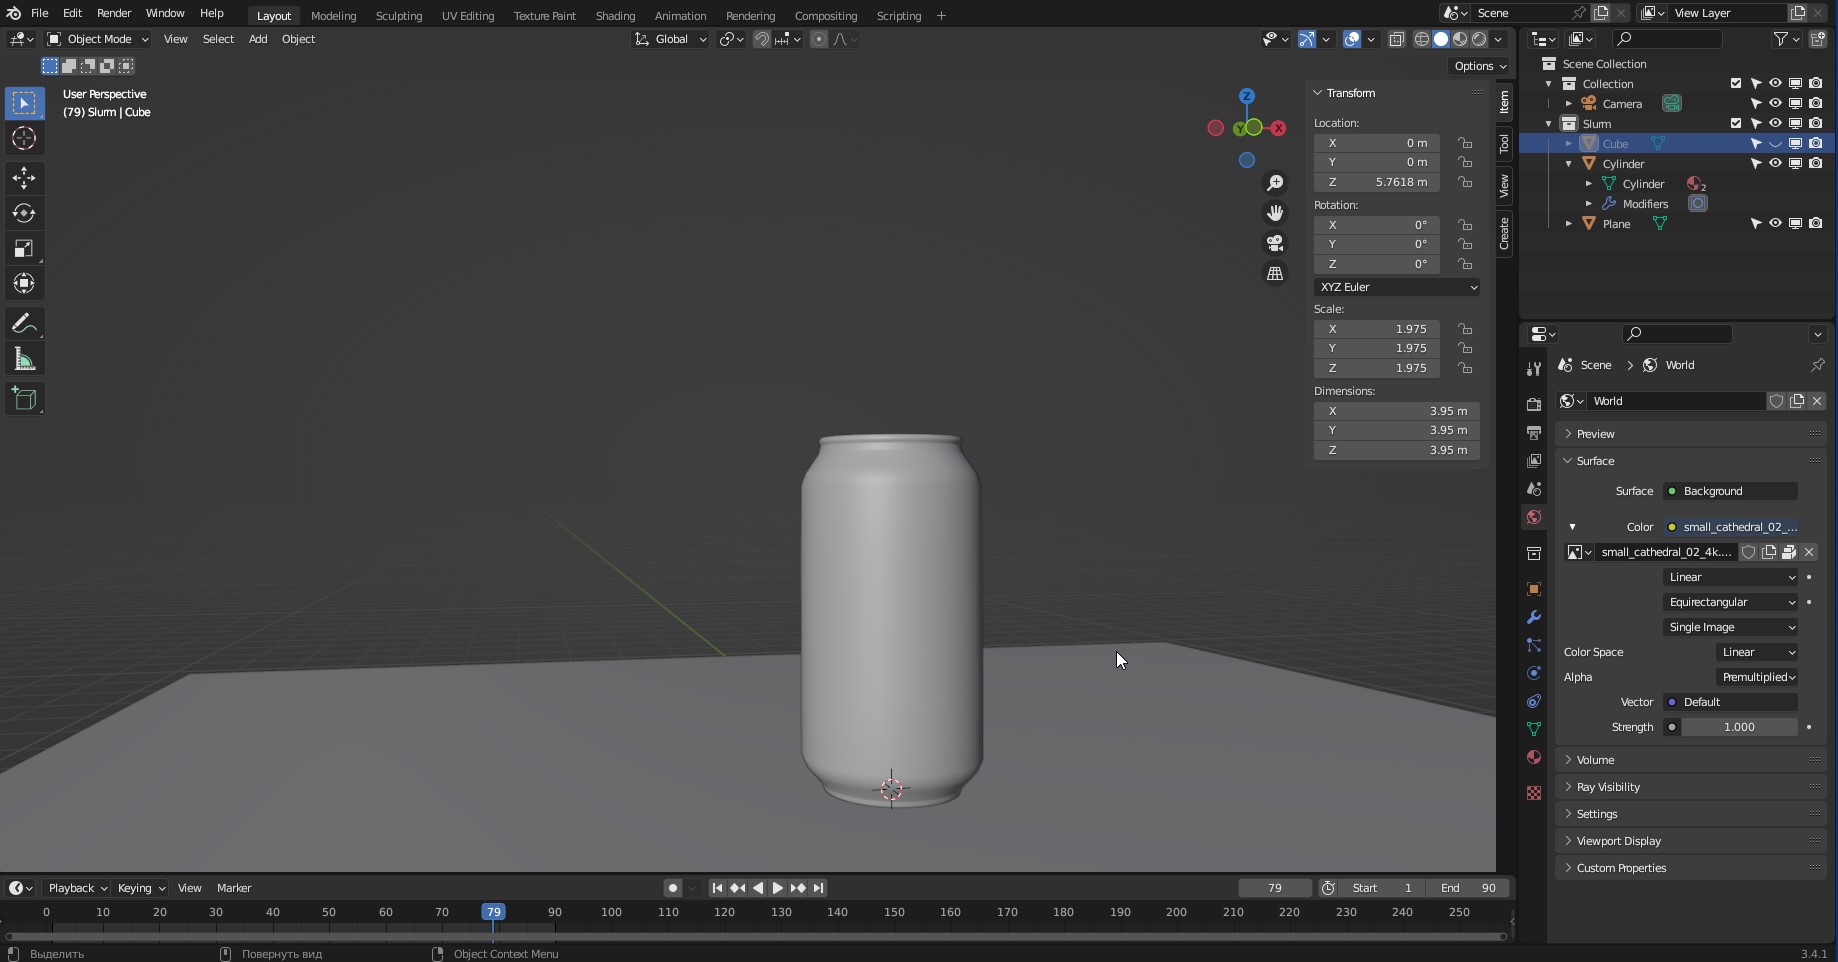 File Edit Render Window Help Layout Modeling Sculpting UV Editing Texture Paint Shading Animation Rendering Compositing Scripting + Scene View Layer
Object Mode View Select Add Object Global
Options
User Perspective
(79) Slurm | Cube
Z
Y
X
Transform
Location:
X 0 m
Y 0 m
Z 5.7618 m
Rotation:
X 0°
Y 0°
Z 0°
XYZ Euler
Scale:
X 1.975
Y 1.975
Z 1.975
Dimensions:
X 3.95 m
Y 3.95 m
Z 3.95 m
Item
Tool
View
Create
Scene Collection
Collection
Camera
Slurm
Cube
Cylinder
Cylinder 2
Modifiers
Plane
Scene > World
World
Preview
Surface
Surface Background
Color small_cathedral_02_...
small_cathedral_02_4k....
Linear
Equirectangular
Single Image
Color Space Linear
Alpha Premultiplied
Vector Default
Strength 1.000
Volume
Ray Visibility
Settings
Viewport Display
Custom Properties
Playback Keying View Marker 79 Start 1 End 90
0 10 20 30 40 50 60 70 79 90 100 110 120 130 140 150 160 170 180 190 200 210 220 230 240 250
Выделить Повернуть вид Object Context Menu 3.4.1